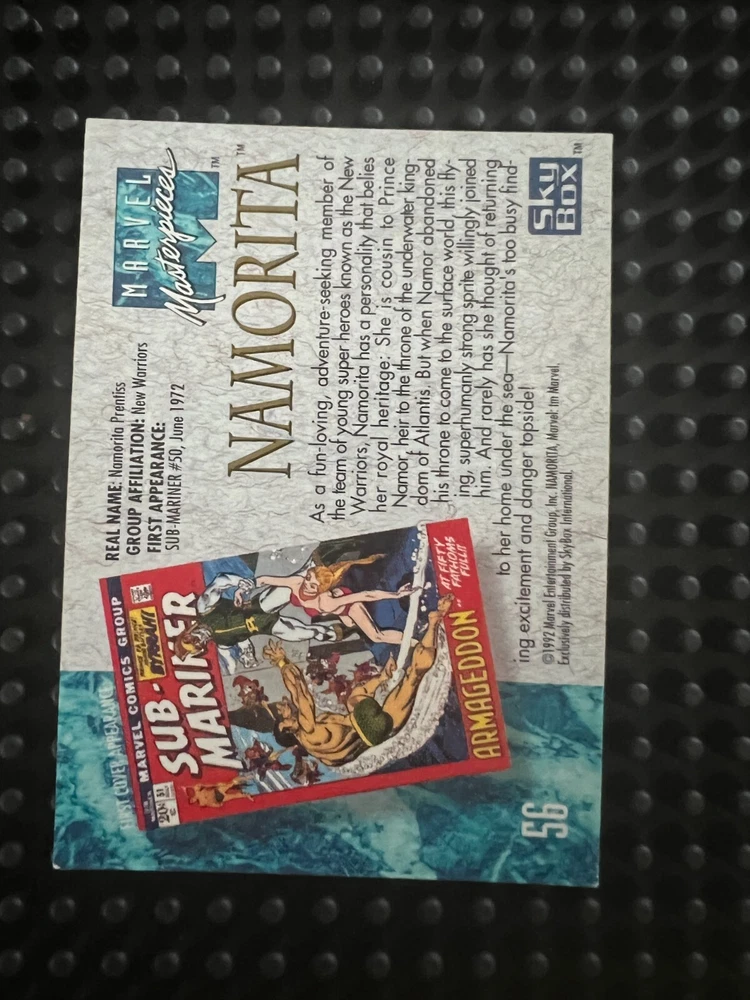 MARVEL
Masterpieces
TM
REAL NAME: Namorita Prentiss
GROUP AFFILIATION: New Warriors
FIRST APPEARANCE:
SUB-MARINER #50, June 1972
NAMORITA
TM
As a fun-loving, adventure-seeking member of
the team of young super heroes known as the New
Warriors, Namorita has a personality that belies
her royal heritage: She is cousin to Prince
Namor, heir to the throne of the underwater king-
dom of Atlantis. But when Namor abandoned
his throne to come to the surface world, this fly-
ing, superhumanly strong sprite willingly joined
him. And rarely has she thought of returning
to her home under the sea—Namorita's too busy find-
ing excitement and danger topside!
©1992 Marvel Entertainment Group, Inc. NAMORITA, Marvel: tm Marvel.
Exclusively distributed by SkyBox International.
SkyBox
TM
FIRST COVER APPEARANCE
MARVEL COMICS GROUP
20¢ 51
SUB-
MARINER
AT FIFTY
FATHOMS
FULL!!
ARMAGEDDON"
56